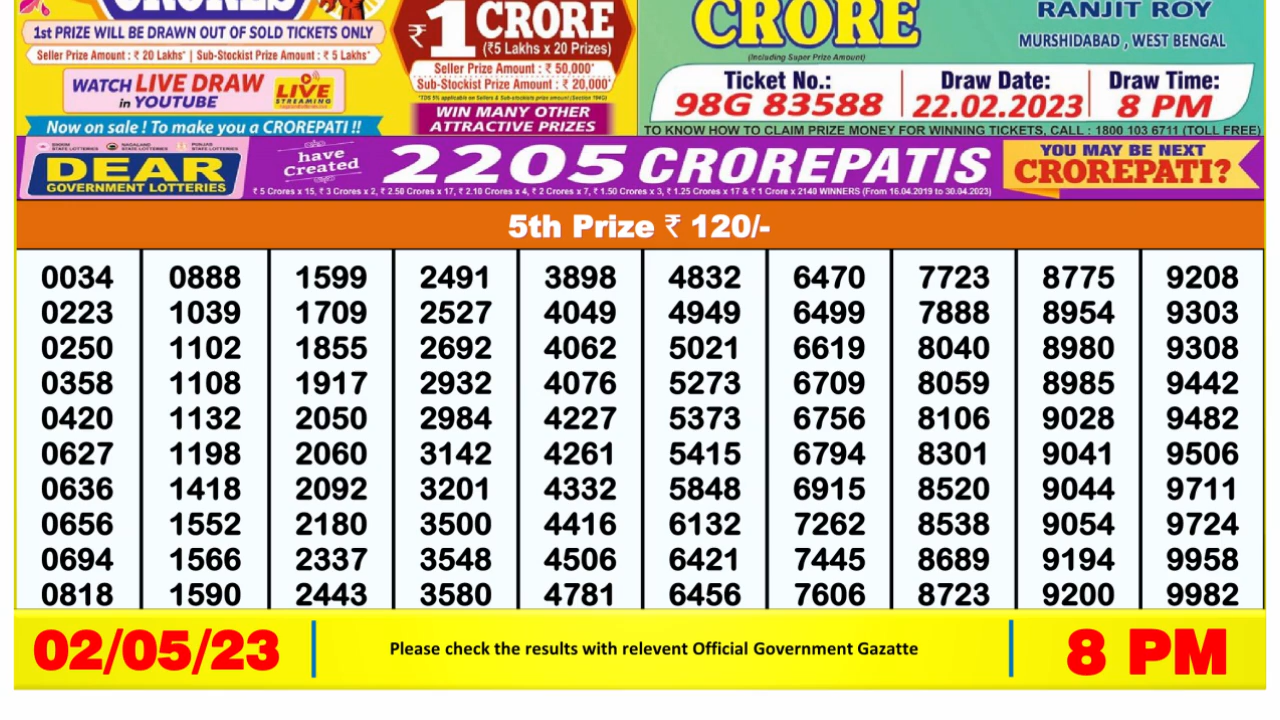 CRORES
1st PRIZE WILL BE DRAWN OUT OF SOLD TICKETS ONLY
Seller Prize Amount : ₹ 20 Lakhs* | Sub-Stockist Prize Amount : ₹ 5 Lakhs*
WATCH LIVE DRAW
in YOUTUBE
LIVE
STREAMING
Now on sale ! To make you a CROREPATI !!
₹1 CRORE
(₹5 Lakhs x 20 Prizes)
Seller Prize Amount : ₹ 50,000*
Sub-Stockist Prize Amount : ₹ 20,000*
WIN MANY OTHER
ATTRACTIVE PRIZES
CRORE
(Including Super Prize Amount)
RANJIT ROY
MURSHIDABAD , WEST BENGAL
Ticket No.: Draw Date: Draw Time:
98G 83588 22.02.2023 8 PM
TO KNOW HOW TO CLAIM PRIZE MONEY FOR WINNING TICKETS, CALL : 1800 103 6711 (TOLL FREE)
SIKKIM STATE LOTTERIES NAGALAND STATE LOTTERIES PUNJAB STATE LOTTERIES
DEAR
GOVERNMENT LOTTERIES
have
Created
2205 CROREPATIS
₹ 5 Crores x 15, ₹ 3 Crores x 2, ₹ 2.50 Crores x 17, ₹ 2.10 Crores x 4, ₹ 2 Crores x 7, ₹ 1.50 Crores x 3, ₹ 1.25 Crores x 17 & ₹ 1 Crore x 2140 WINNERS (From 16.04.2019 to 30.04.2023)
YOU MAY BE NEXT
CROREPATI?
5th Prize ₹ 120/-
0034 0888 1599 2491 3898 4832 6470 7723 8775 9208
0223 1039 1709 2527 4049 4949 6499 7888 8954 9303
0250 1102 1855 2692 4062 5021 6619 8040 8980 9308
0358 1108 1917 2932 4076 5273 6709 8059 8985 9442
0420 1132 2050 2984 4227 5373 6756 8106 9028 9482
0627 1198 2060 3142 4261 5415 6794 8301 9041 9506
0636 1418 2092 3201 4332 5848 6915 8520 9044 9711
0656 1552 2180 3500 4416 6132 7262 8538 9054 9724
0694 1566 2337 3548 4506 6421 7445 8689 9194 9958
0818 1590 2443 3580 4781 6456 7606 8723 9200 9982
02/05/23 Please check the results with relevent Official Government Gazatte 8 PM